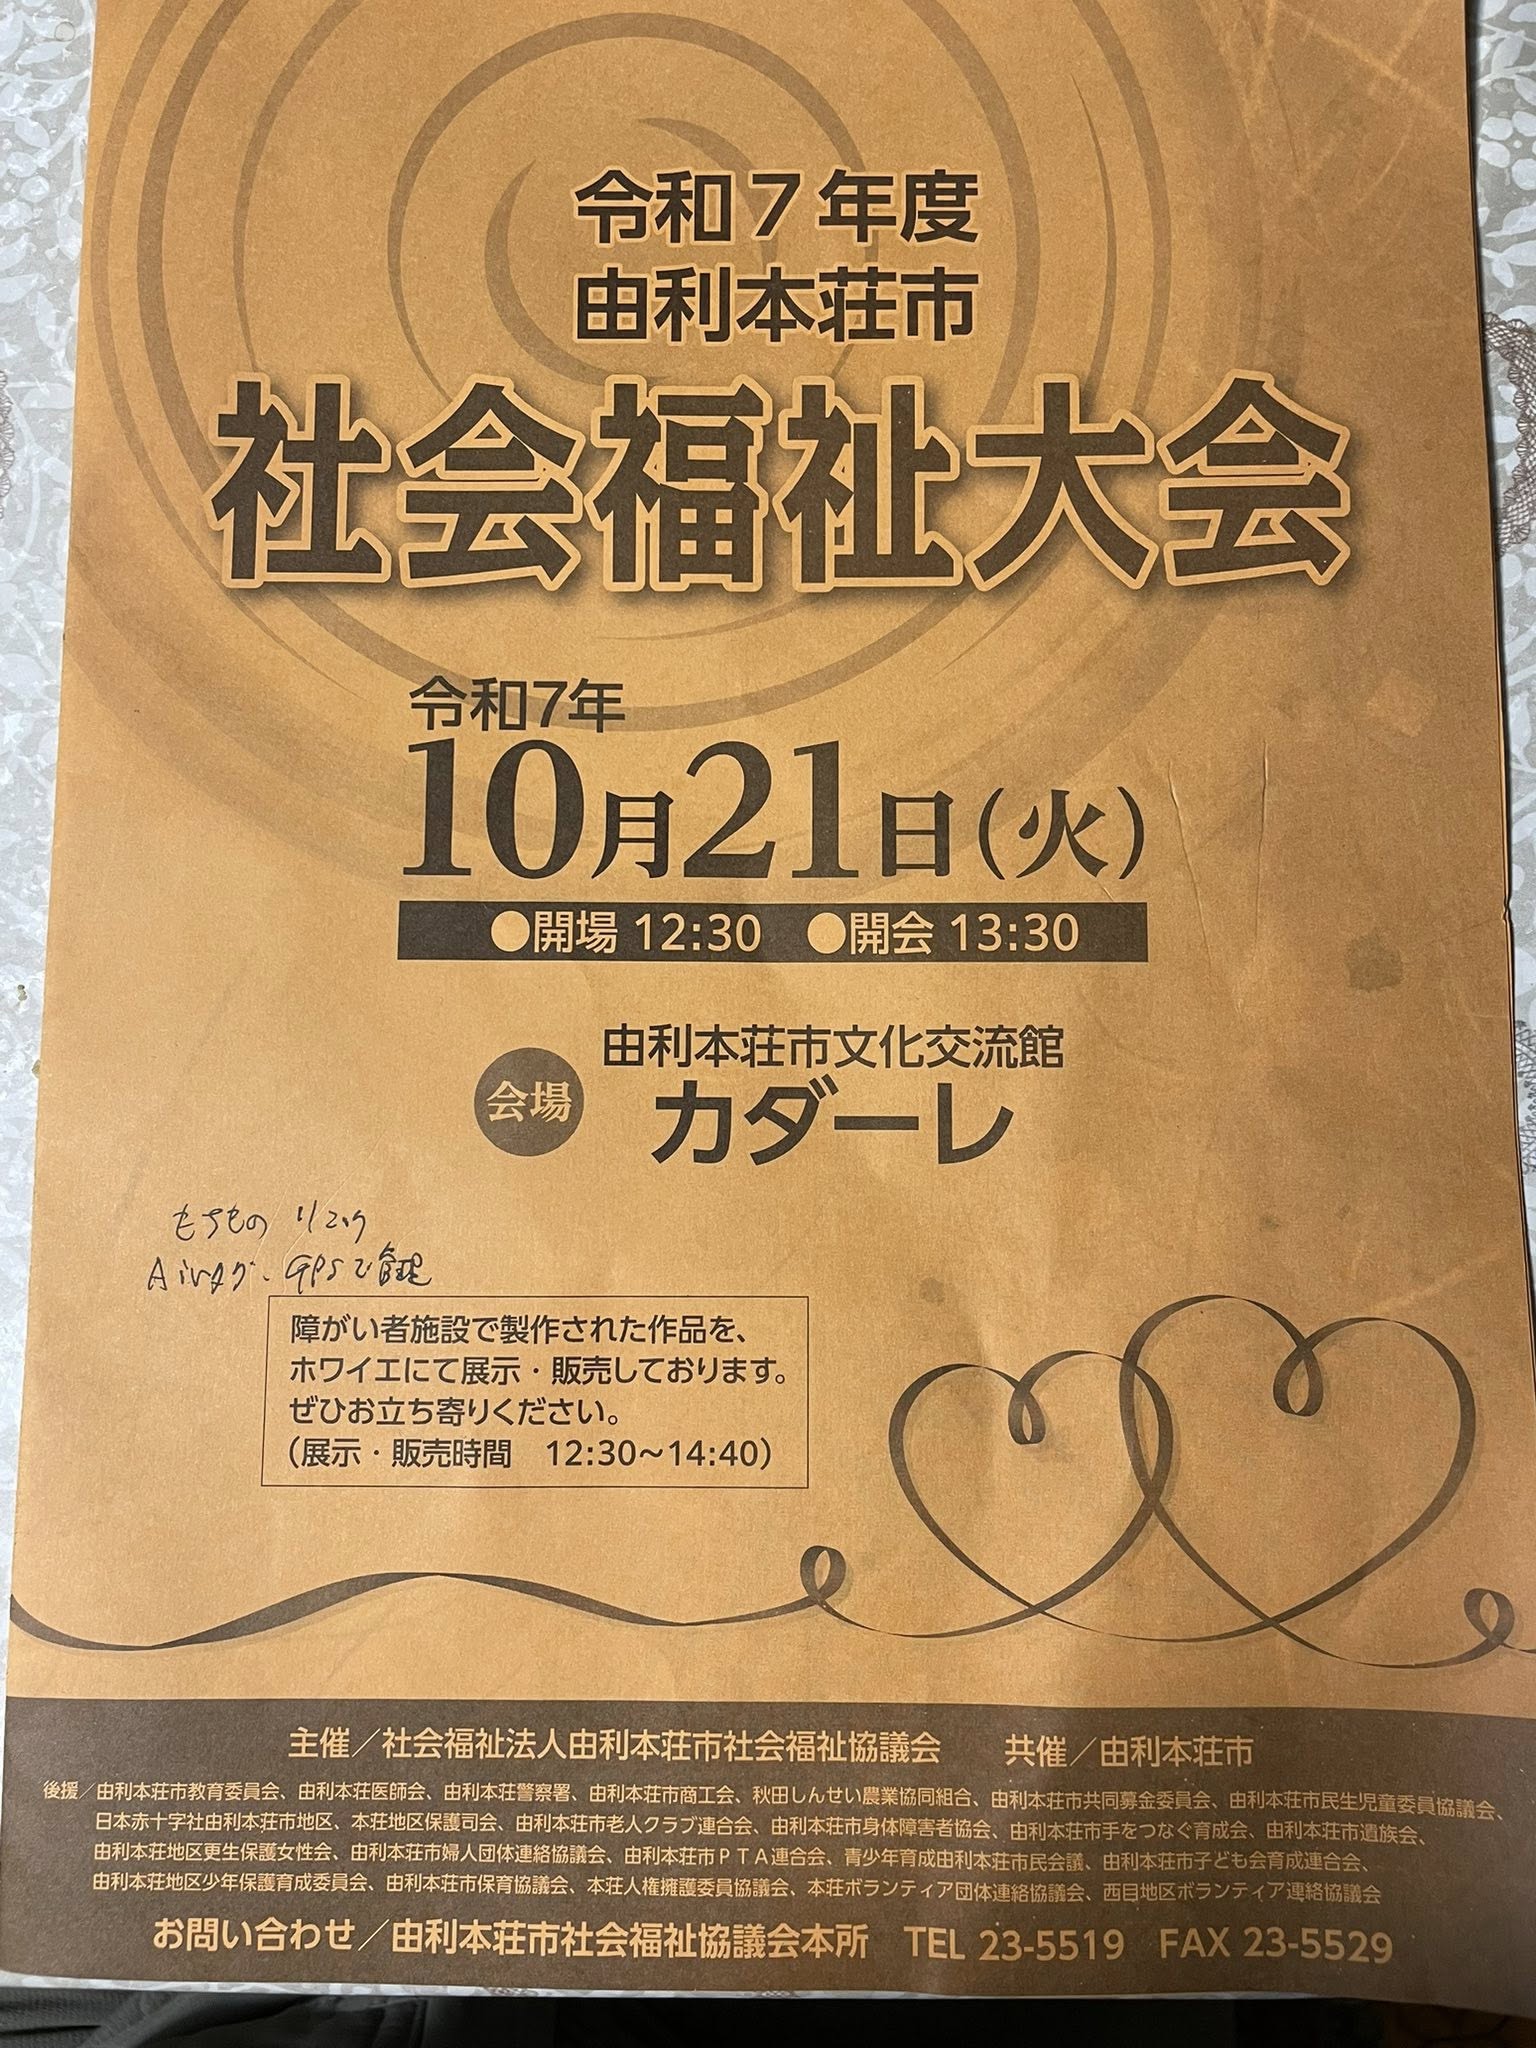 令和７年度
由利本荘市
社会福祉大会
令和7年
10月21日（火）
●開場 12:30 ●開会 13:30
会場
由利本荘市文化交流館
カダーレ
もちもの
GPSで管理
障がい者施設で製作された作品を、
ホワイエにて展示・販売しております。
ぜひお立ち寄りください。
（展示・販売時間　12:30～14:40）
主催／社会福祉法人由利本荘市社会福祉協議会　共催／由利本荘市
後援／由利本荘市教育委員会、由利本荘医師会、由利本荘警察署、由利本荘市商工会、秋田しんせい農業協同組合、由利本荘市共同募金委員会、由利本荘市民生児童委員協議会、
日本赤十字社由利本荘市地区、本荘地区保護司会、由利本荘市老人クラブ連合会、由利本荘市身体障害者協会、由利本荘市手をつなぐ育成会、由利本荘市遺族会、
由利本荘地区更生保護女性会、由利本荘市婦人団体連絡協議会、由利本荘市ＰＴＡ連合会、青少年育成由利本荘市民会議、由利本荘市子ども会育成連合会、
由利本荘地区少年保護育成委員会、由利本荘市保育協議会、本荘人権擁護委員協議会、本荘ボランティア団体連絡協議会、西目地区ボランティア連絡協議会
お問い合わせ／由利本荘市社会福祉協議会本所　TEL 23-5519　FAX 23-5529